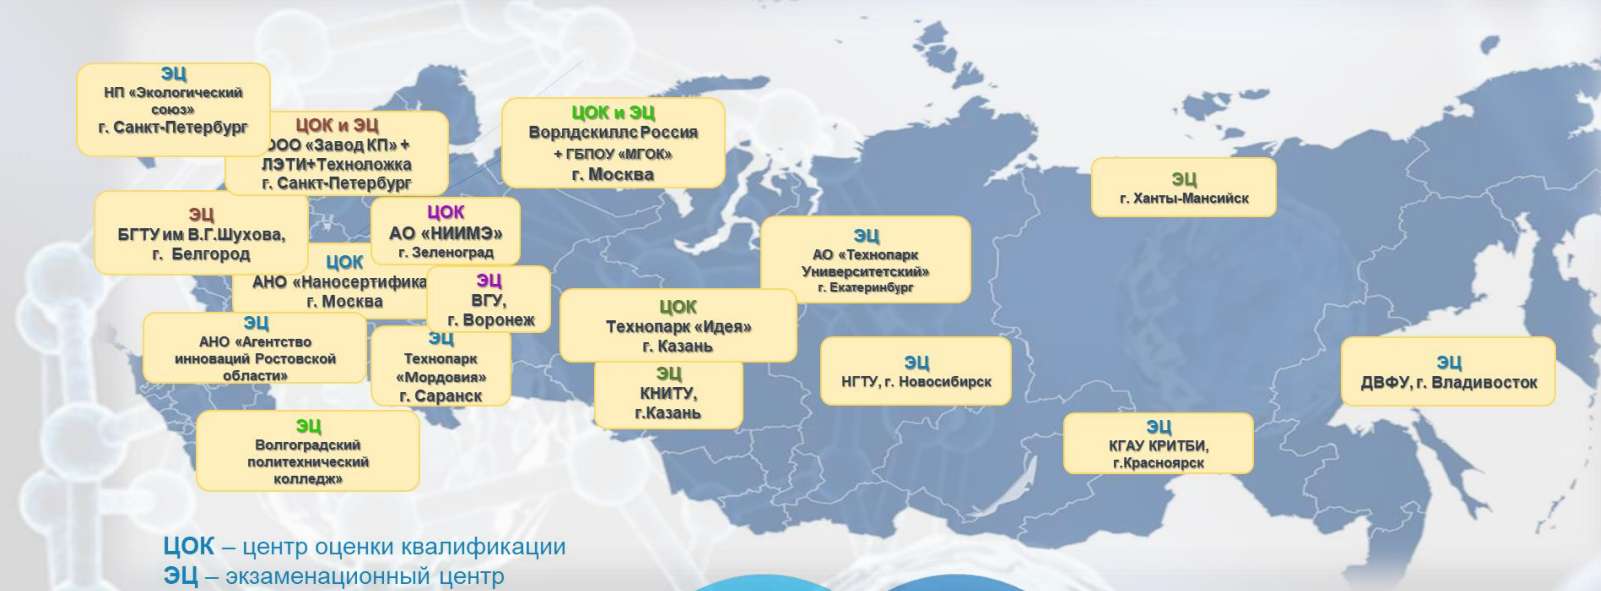 ЭЦ
НП «Экологический
союз»
г. Санкт-Петербург
ЦОК и ЭЦ
ООО «Завод КП» +
ЛЭТИ+Техноложка
г. Санкт-Петербург
ЦОК и ЭЦ
Ворлдскиллс Россия
+ ГБПОУ «МГОК»
г. Москва
ЭЦ
г. Ханты-Мансийск
ЭЦ
БГТУ им В.Г.Шухова,
г. Белгород
ЦОК
АО «НИИМЭ»
г. Зеленоград
ЭЦ
АО «Технопарк
Университетский»
г. Екатеринбург
ЦОК
АНО «Наносертифика
г. Москва
ЭЦ
ВГУ,
г. Воронеж
ЦОК
Технопарк «Идея»
г. Казань
ЭЦ
АНО «Агентство
инноваций Ростовской
области»
ЭЦ
Технопарк
«Мордовия»
г. Саранск
ЭЦ
КНИТУ,
г.Казань
ЭЦ
НГТУ, г. Новосибирск
ЭЦ
ДВФУ, г. Владивосток
ЭЦ
Волгоградский
политехнический
колледж»
ЭЦ
КГАУ КРИТБИ,
г.Красноярск
ЦОК – центр оценки квалификации
ЭЦ – экзаменационный центр